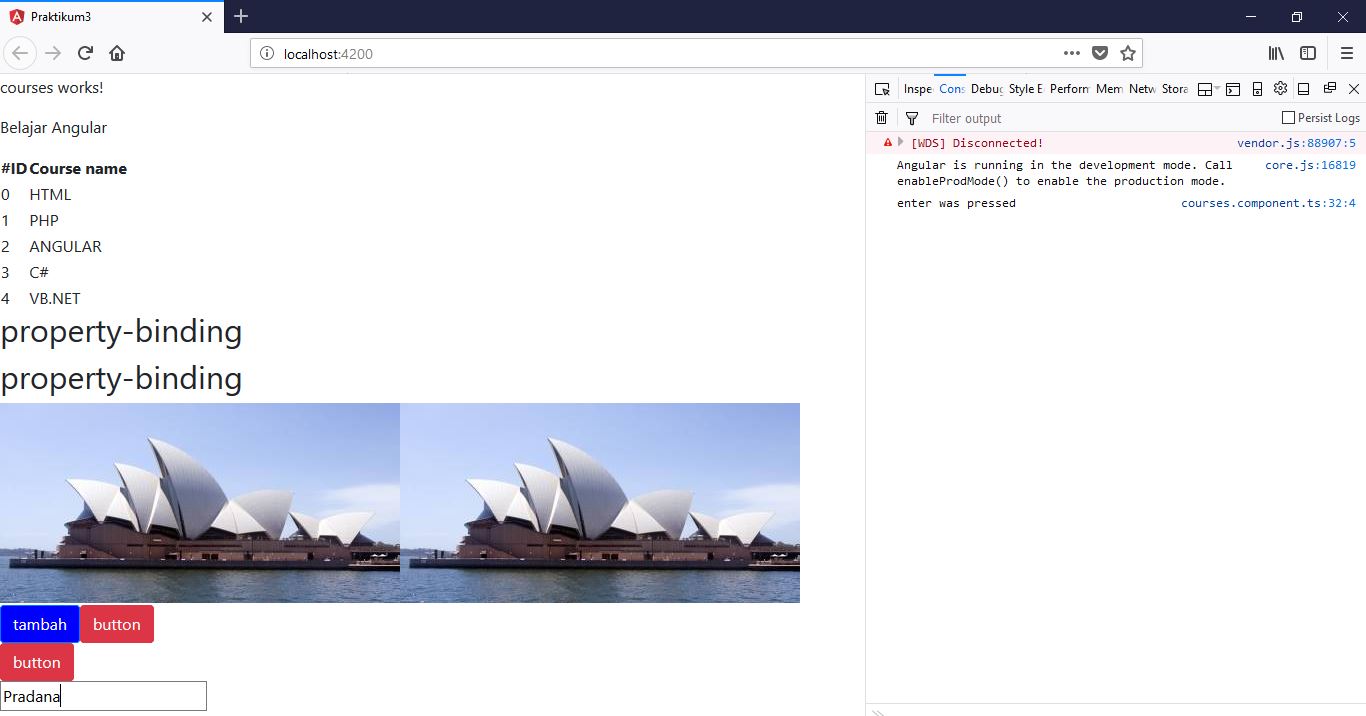 Praktikum3
localhost:4200
courses works!
Belajar Angular
#ID Course name
0 HTML
1 PHP
2 ANGULAR
3 C#
4 VB.NET
property-binding
property-binding
tambah button
button
Pradana
Inspe Cons Debug Style E Perform Mem Netw Stora
Filter output Persist Logs
[WDS] Disconnected! vendor.js:88907:5
Angular is running in the development mode. Call core.js:16819
enableProdMode() to enable the production mode.
enter was pressed courses.component.ts:32:4